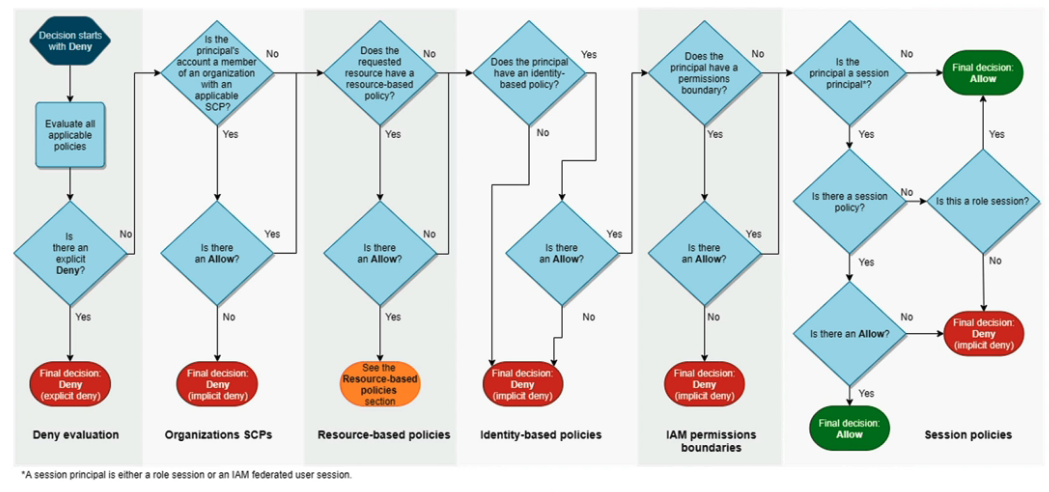 Decision starts
with Deny
Evaluate all
applicable
policies
Is
there an
explicit
Deny?
No
Yes
Final decision:
Deny
(explicit deny)
Deny evaluation
Is the
principal's
account a member
of an organization
with an
applicable
SCP?
No
Yes
Is there
an Allow?
Yes
No
Final decision:
Deny
(implicit deny)
Organizations SCPs
Does the
requested
resource have a
resource-based
policy?
No
Yes
Is there
an Allow?
No
Yes
See the
Resource-based
policies
section
Resource-based policies
Does the principal
have an identity-
based policy?
Yes
No
Is there
an Allow?
Yes
No
Final decision:
Deny
(implicit deny)
Identity-based policies
Does the
principal have a
permissions
boundary?
No
Yes
Is there
an Allow?
Yes
No
Final decision:
Deny
(implicit deny)
IAM permissions
boundaries
Is the
principal a session
principal*?
No
Yes
Final decision:
Allow
Is there a session
policy?
No
Yes
Is this a role session?
Yes
No
Is there an Allow?
No
Yes
Final decision:
Deny
(implicit deny)
Final decision:
Allow
Session policies
*A session principal is either a role session or an IAM federated user session.